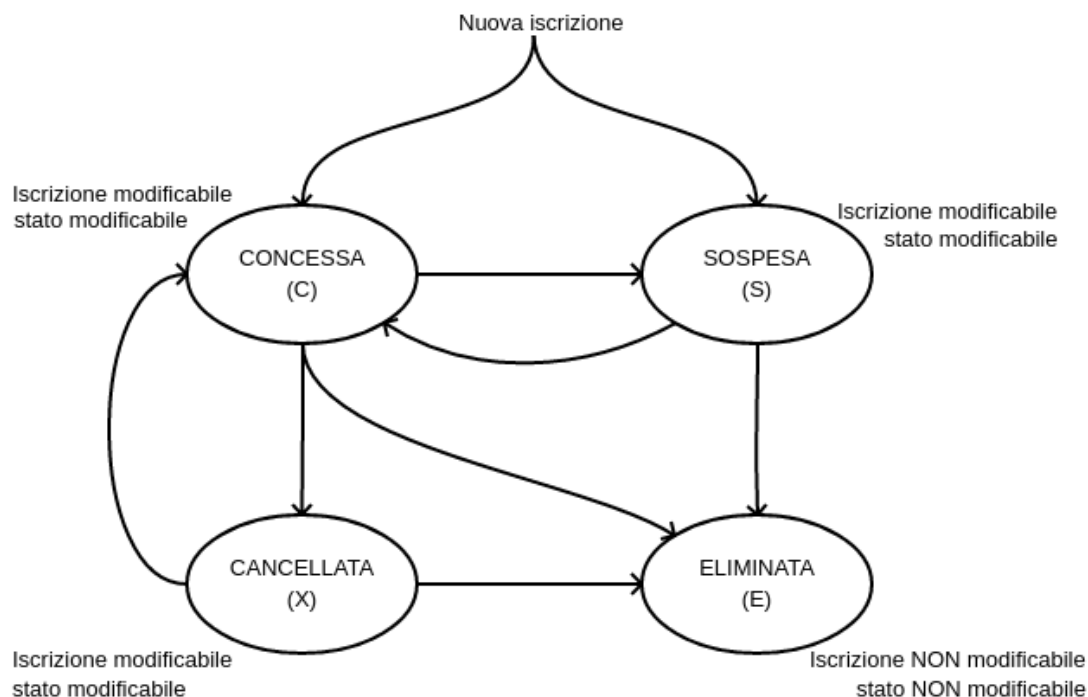 Nuova iscrizione
Iscrizione modificabile
stato modificabile
Iscrizione modificabile
stato modificabile
CONCESSA
(C)
SOSPESA
(S)
CANCELLATA
(X)
ELIMINATA
(E)
Iscrizione modificabile
stato modificabile
Iscrizione NON modificabile
stato NON modificabile